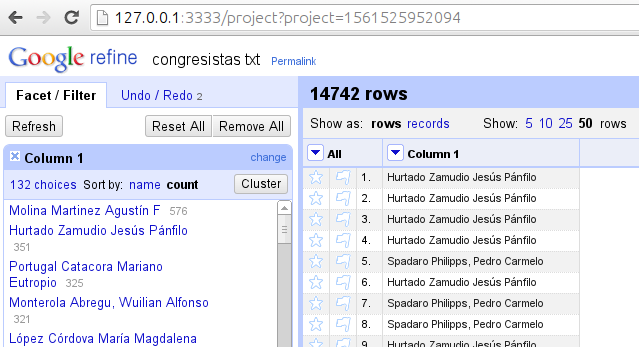 127.0.0.1:3333/project?project=1561525952094
Google refine congresistas txt Permalink
Facet / Filter Undo / Redo 2
Refresh Reset All Remove All
Column 1 change
132 choices Sort by: name count Cluster
Molina Martinez Agustín F 576
Hurtado Zamudio Jesús Pánfilo
351
Portugal Catacora Mariano
Eutropio 325
Monterola Abregu, Wuilian Alfonso
321
López Córdova María Magdalena
14742 rows
Show as: rows records Show: 5 10 25 50 rows
All Column 1
1. Hurtado Zamudio Jesús Pánfilo
2. Hurtado Zamudio Jesús Pánfilo
3. Hurtado Zamudio Jesús Pánfilo
4. Hurtado Zamudio Jesús Pánfilo
5. Spadaro Philipps, Pedro Carmelo
6. Hurtado Zamudio Jesús Pánfilo
7. Spadaro Philipps, Pedro Carmelo
8. Spadaro Philipps, Pedro Carmelo
9. Hurtado Zamudio Jesús Pánfilo